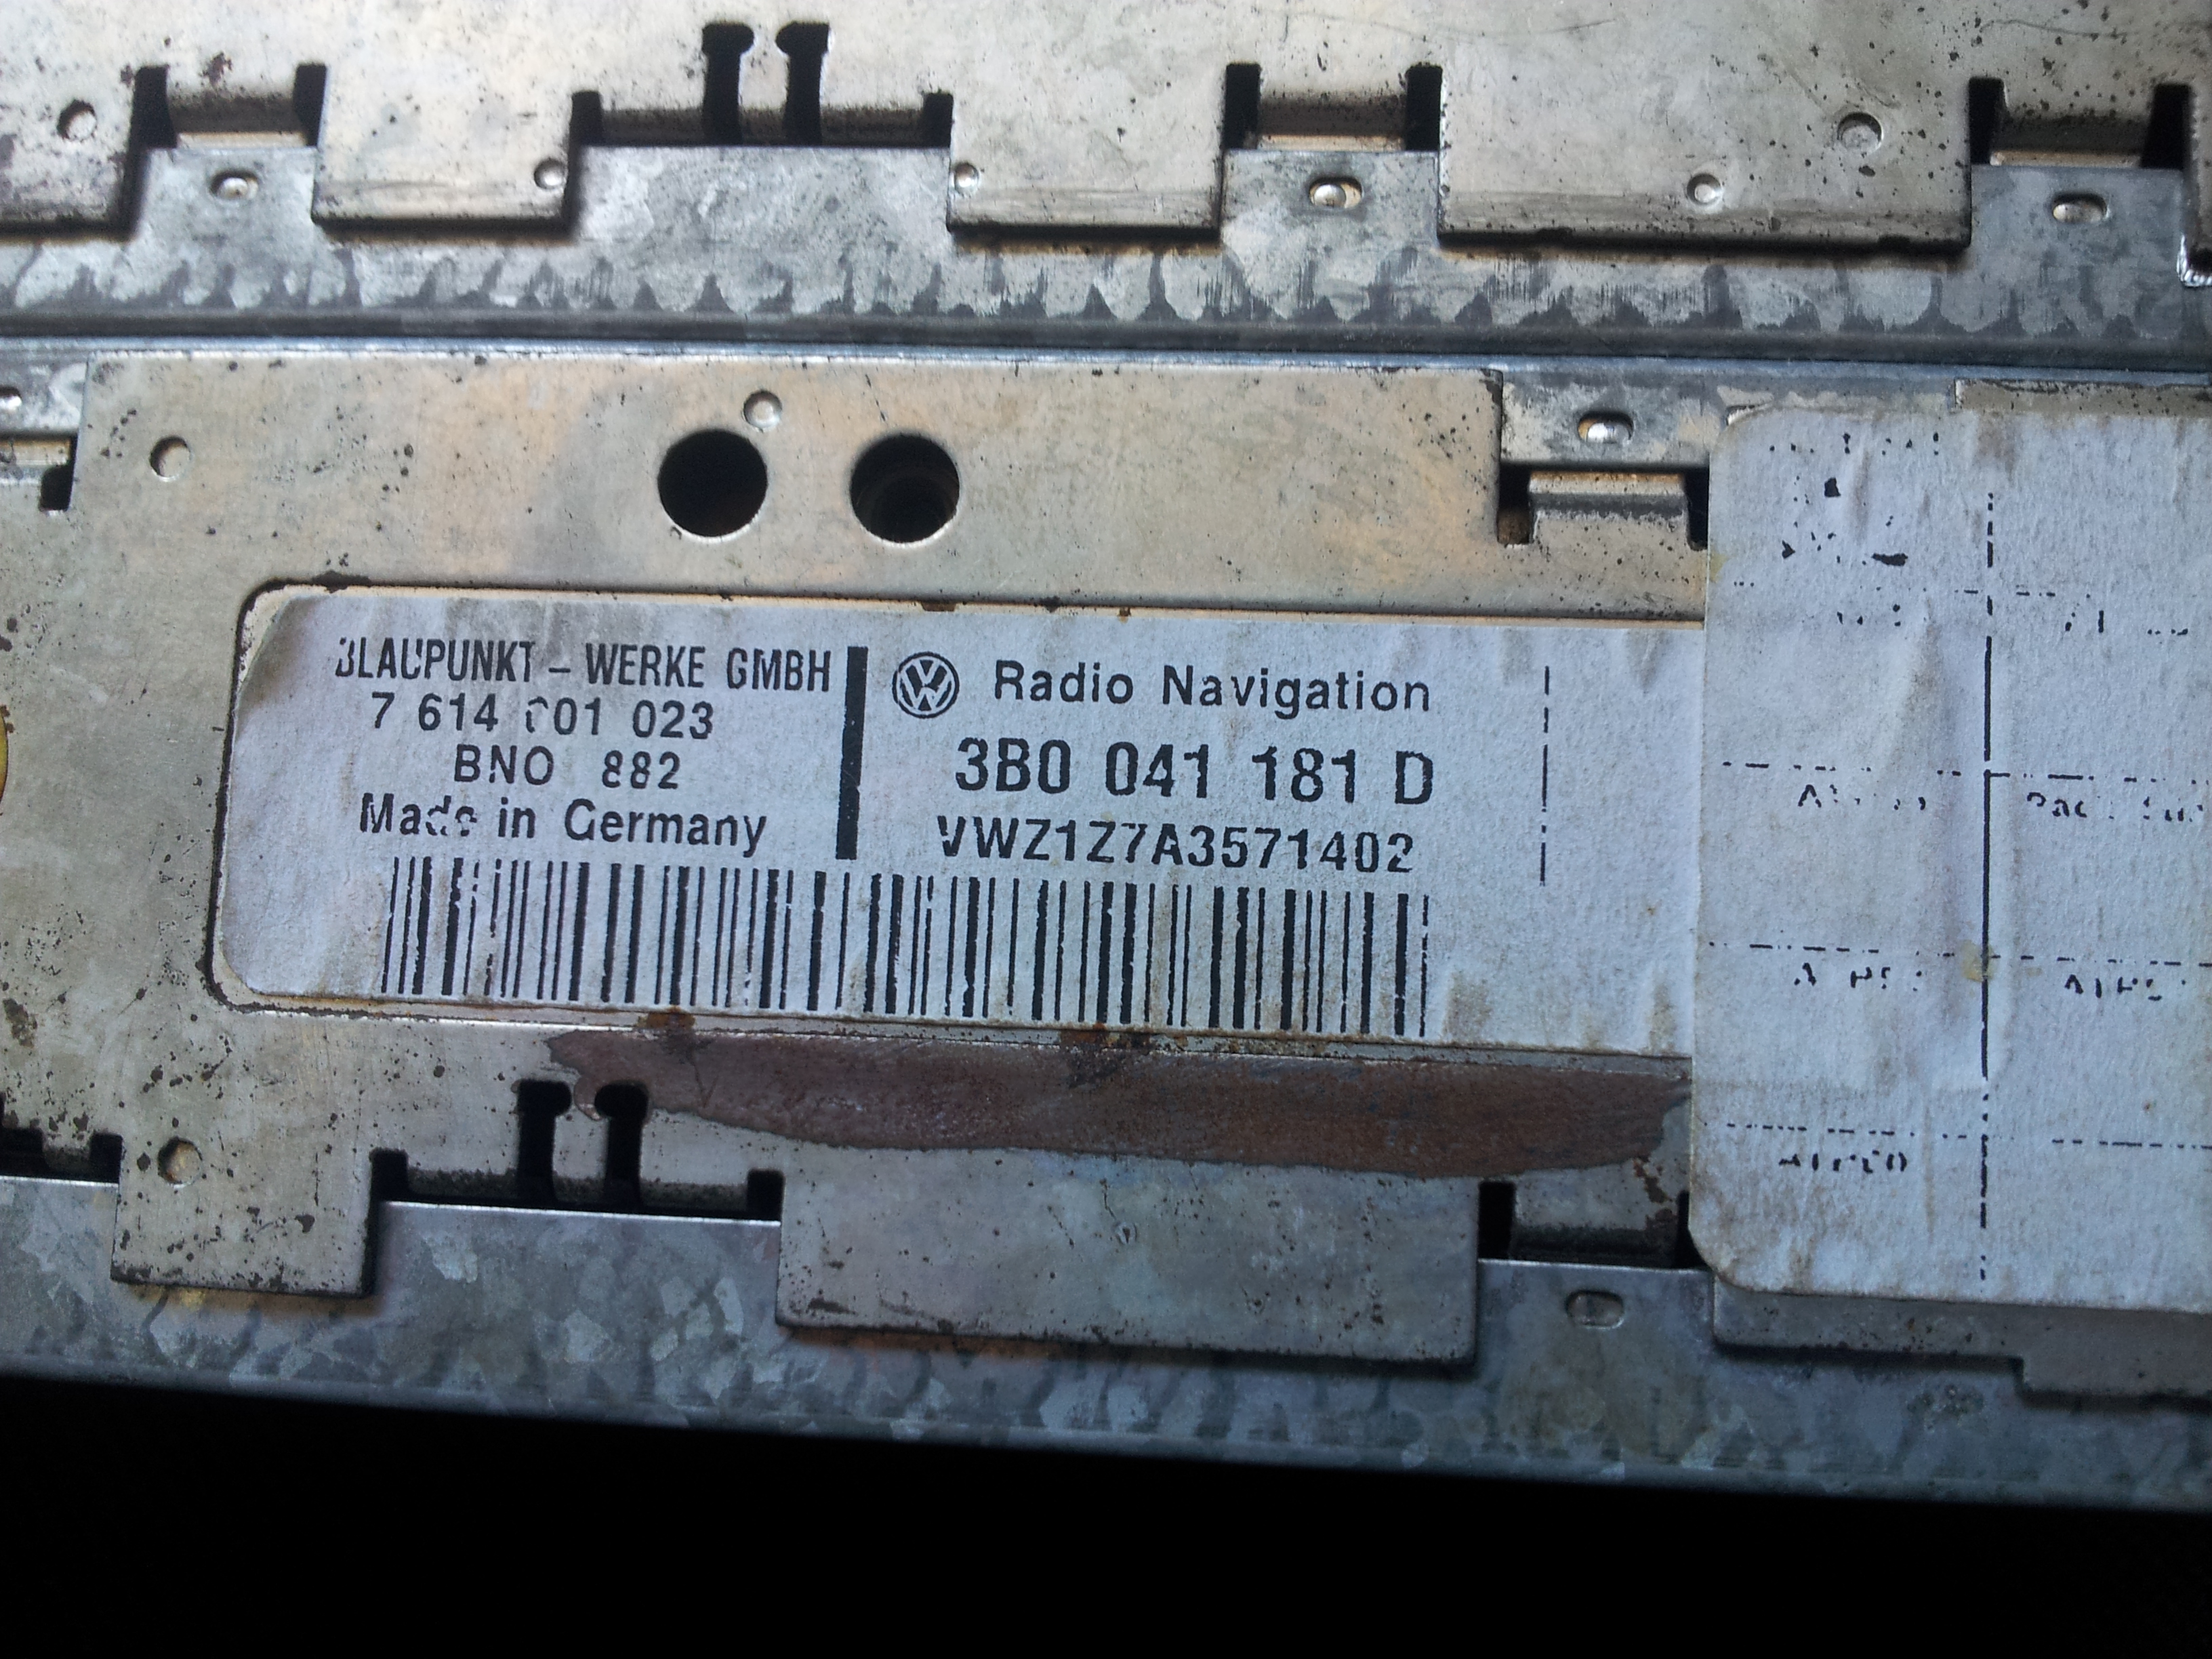 BLAUPUNKT - WERKE GMBH
7 614 001 023
BNO 882
Made in Germany
Radio Navigation
3B0 041 181 D
VWZ1Z7A3571402